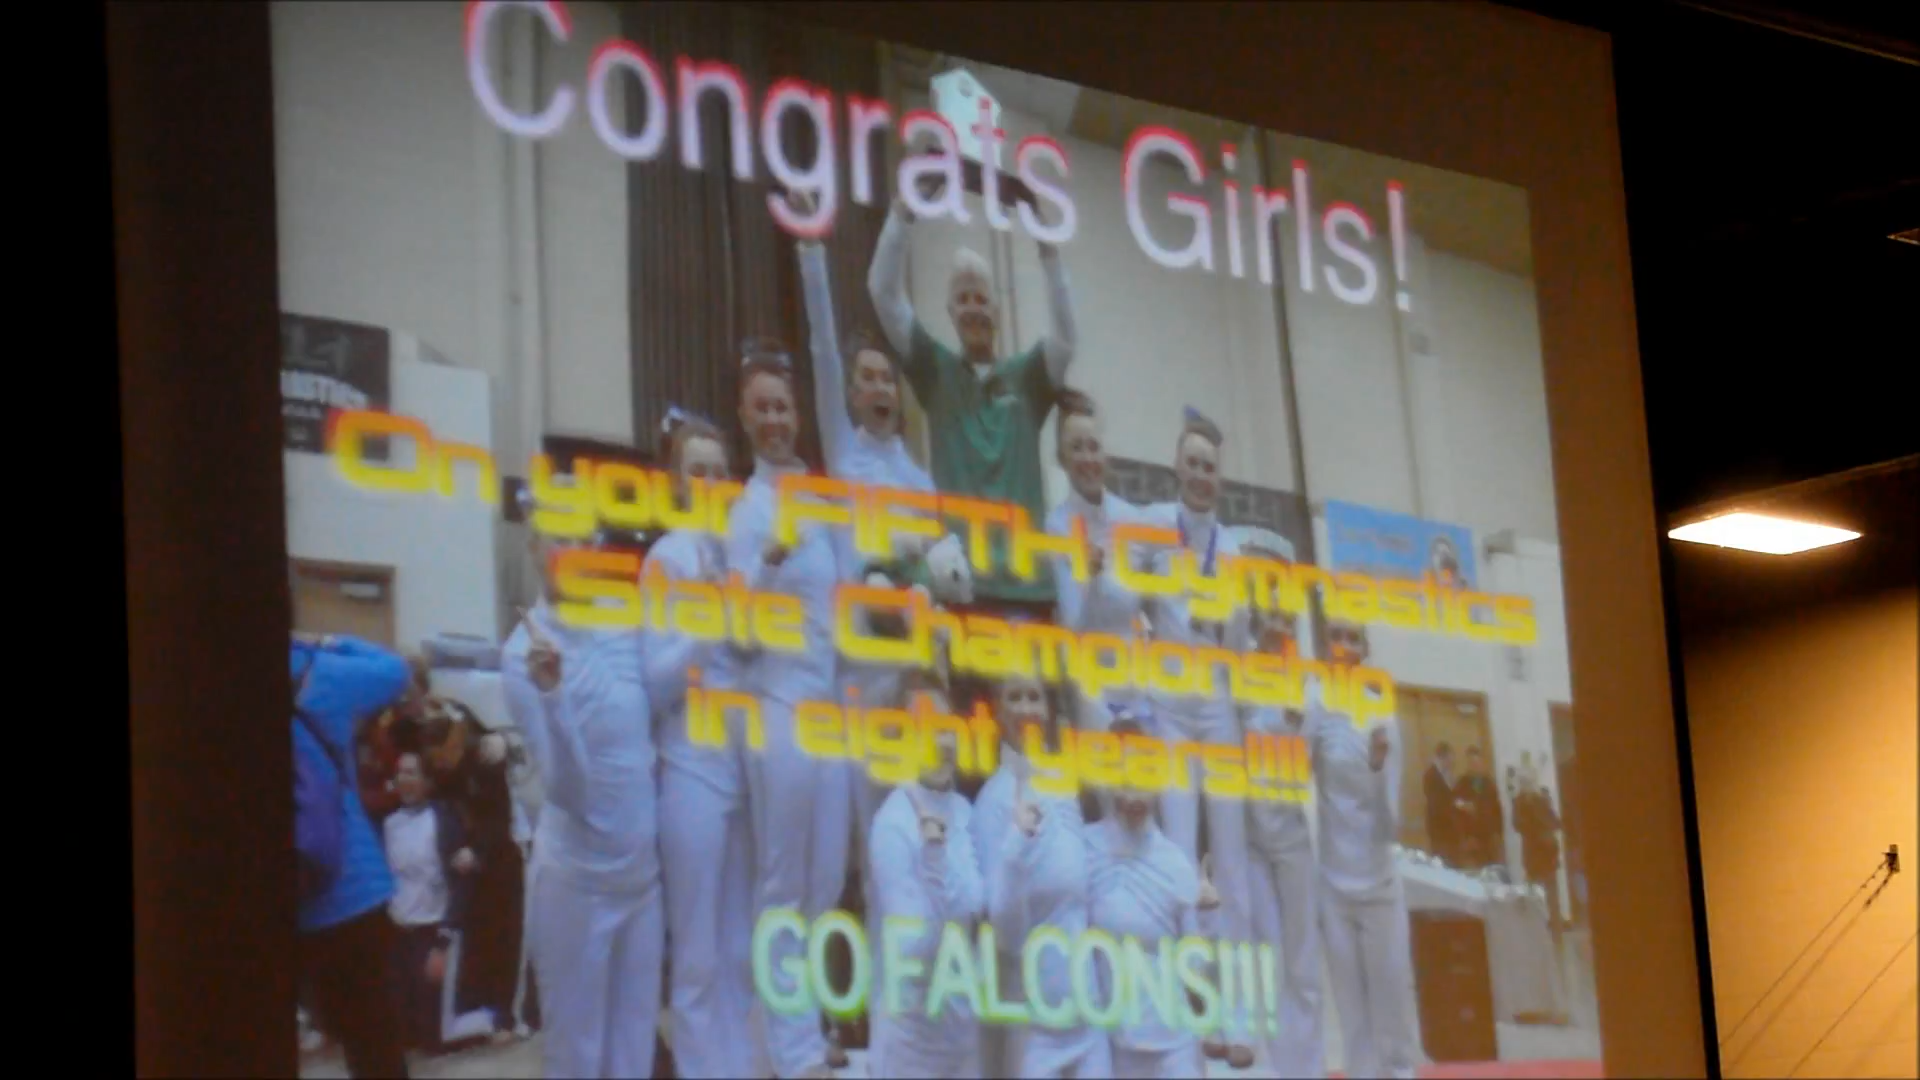 Congrats Girls!
On your FIFTH Gymnastics
State Championship
in eight years!!!!
GO FALCONS!!!